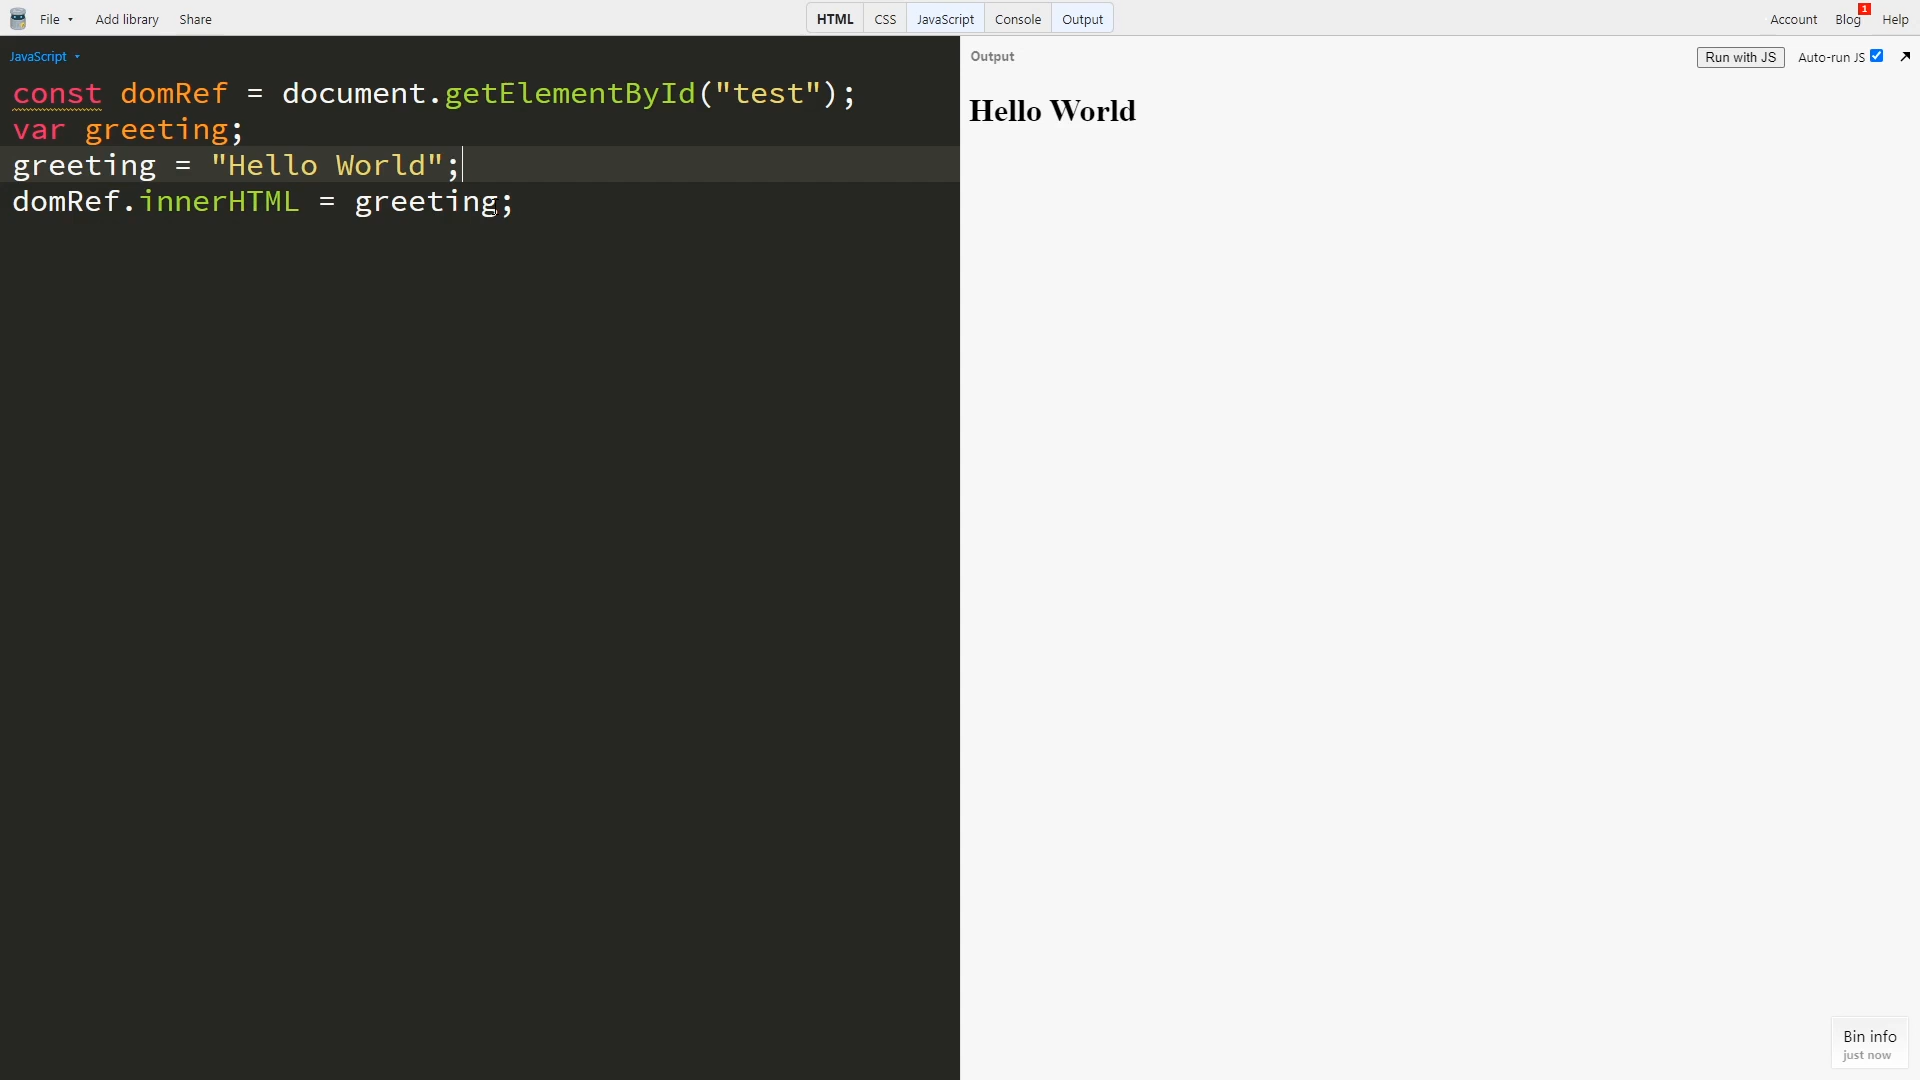 File Add library Share HTML CSS JavaScript Console Output Account Blog 1 Help
JavaScript
const domRef = document.getElementById("test");
var greeting;
greeting = "Hello World";
domRef.innerHTML = greeting;
Output Run with JS Auto-run JS
Hello World
Bin info
just now